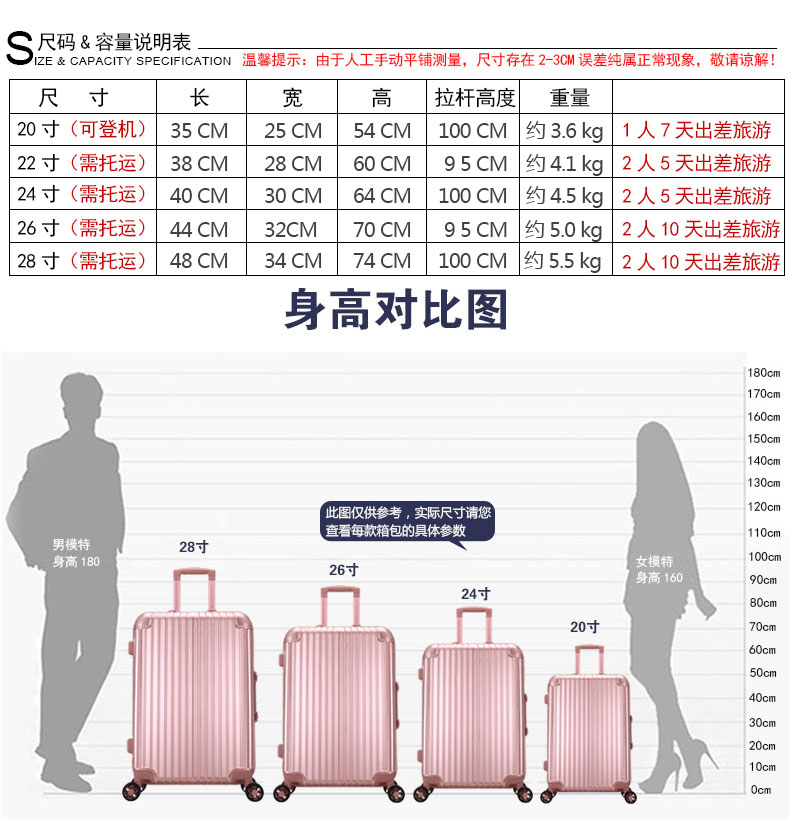 尺码 & 容量说明表
SIZE & CAPACITY SPECIFICATION 温馨提示：由于人工手动平铺测量，尺寸存在2-3CM误差纯属正常现象，敬请谅解！
尺 寸 长 宽 高 拉杆高度 重量
20 寸（可登机） 35 CM 25 CM 54 CM 100 CM 约 3.6 kg 1 人 7 天出差旅游
22 寸（需托运） 38 CM 28 CM 60 CM 9 5 CM 约 4.1 kg 2 人 5 天出差旅游
24 寸（需托运） 40 CM 30 CM 64 CM 100 CM 约 4.5 kg 2 人 5 天出差旅游
26 寸（需托运） 44 CM 32CM 70 CM 9 5 CM 约 5.0 kg 2 人 10 天出差旅游
28 寸（需托运） 48 CM 34 CM 74 CM 100 CM 约 5.5 kg 2 人 10 天出差旅游
身高对比图
180cm
170cm
160cm
150cm
140cm
130cm
120cm
110cm
100cm
90cm
80cm
70cm
60cm
50cm
40cm
30cm
20cm
10cm
0cm
此图仅供参考，实际尺寸请您
查看每款箱包的具体参数
男模特
身高 180
28寸
26寸
24寸
20寸
女模特
身高 160